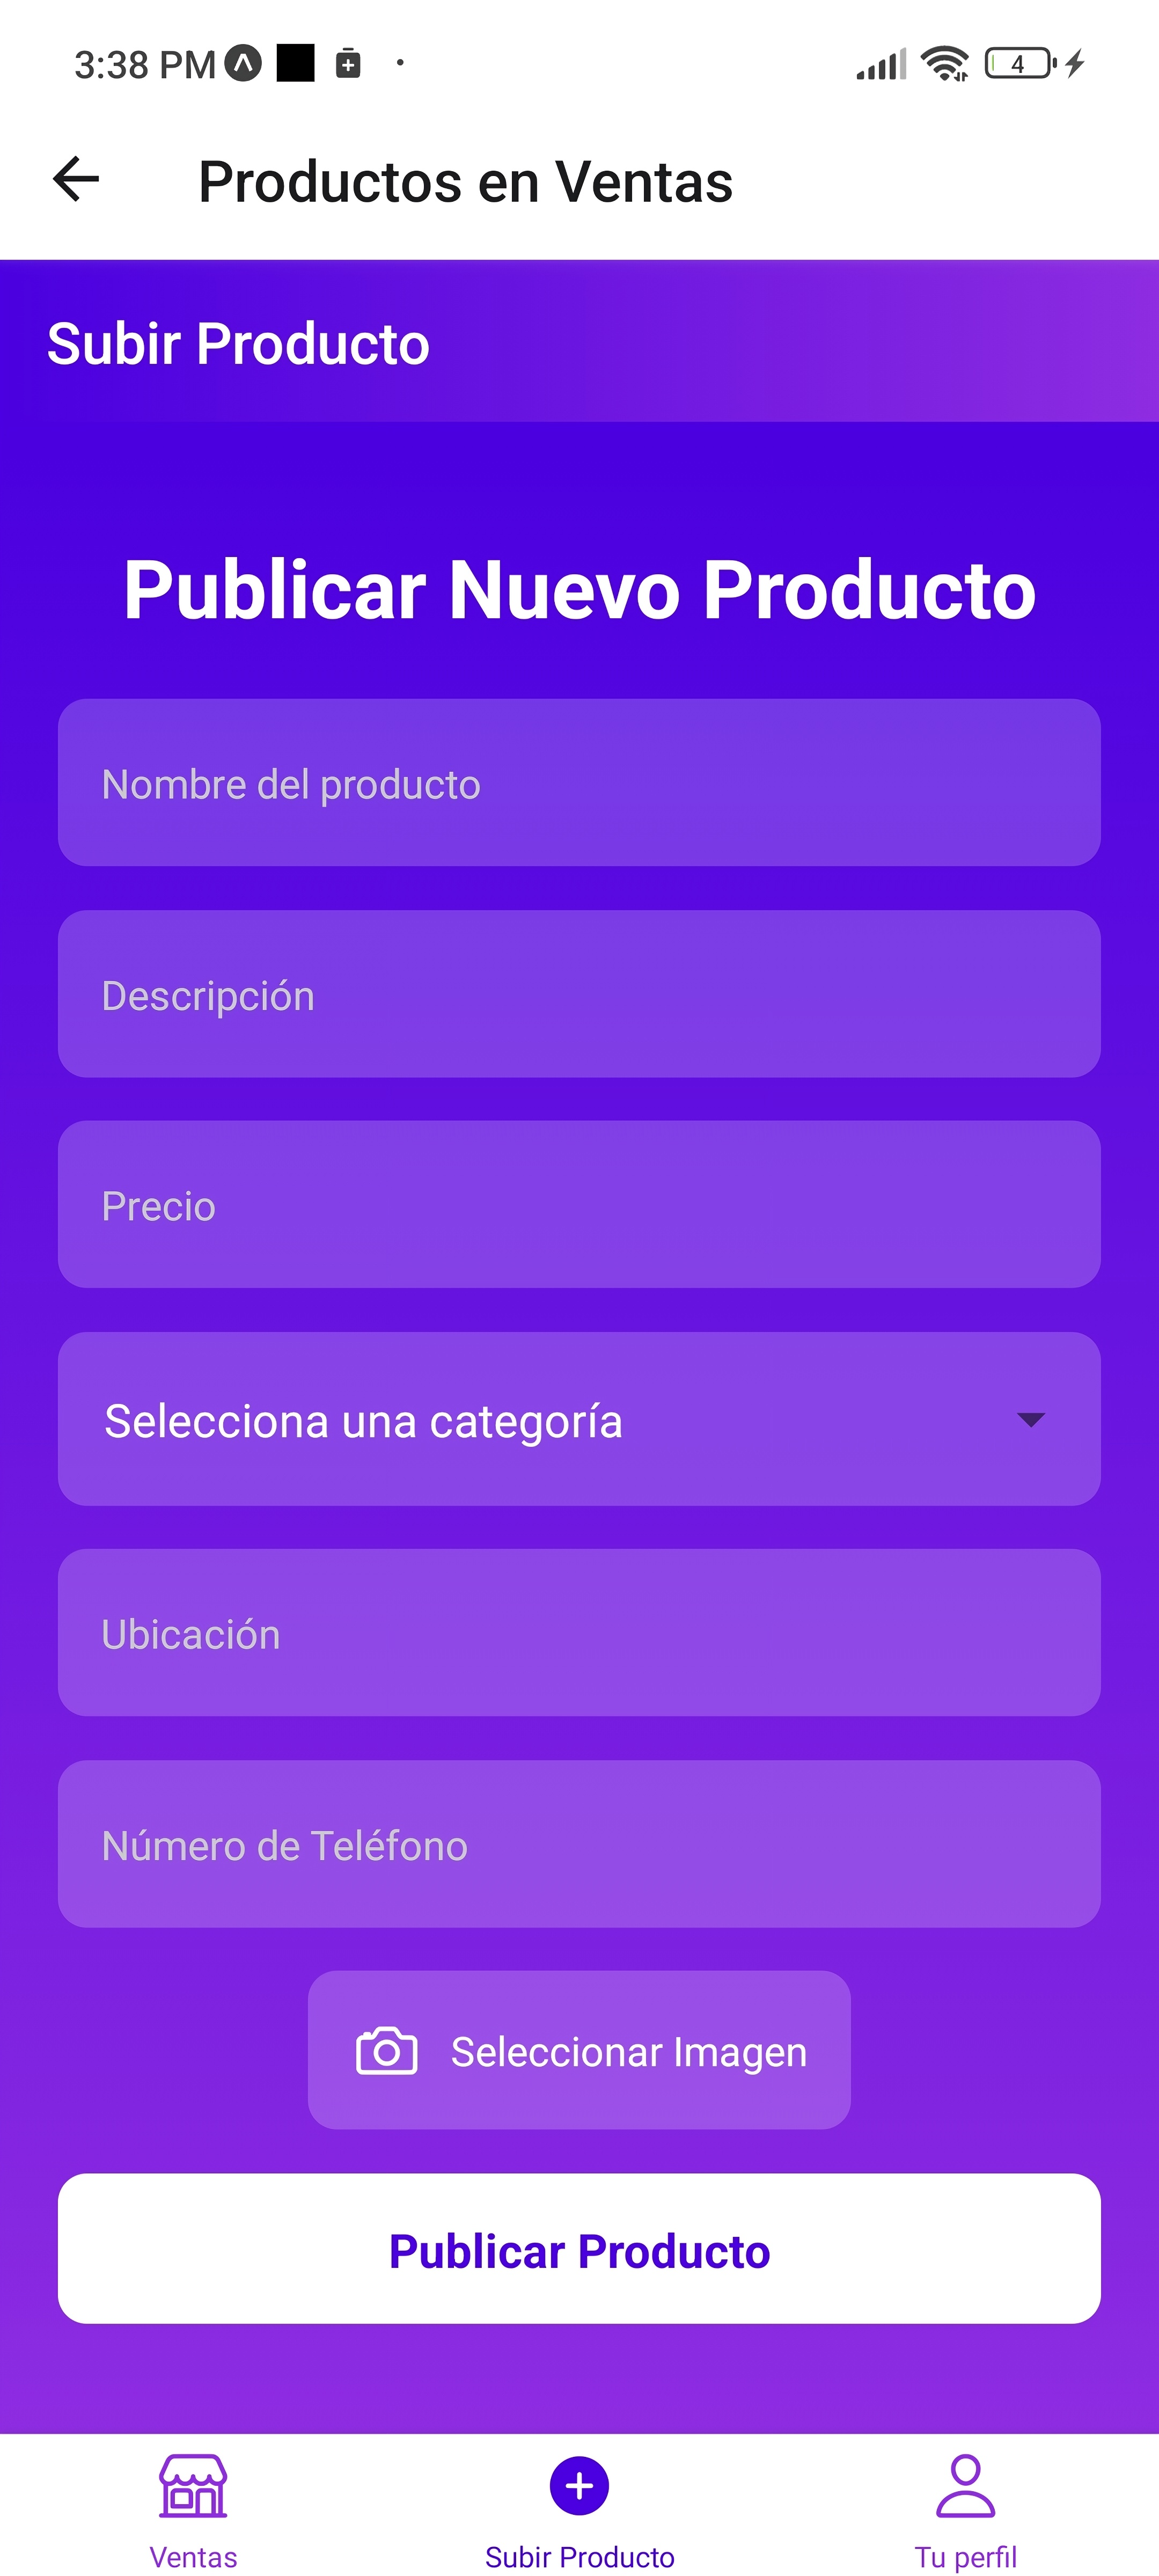 3:38 PM
4
Productos en Ventas
Subir Producto
Publicar Nuevo Producto
Nombre del producto
Descripción
Precio
Selecciona una categoría
Ubicación
Número de Teléfono
Seleccionar Imagen
Publicar Producto
Ventas
Subir Producto
Tu perfil